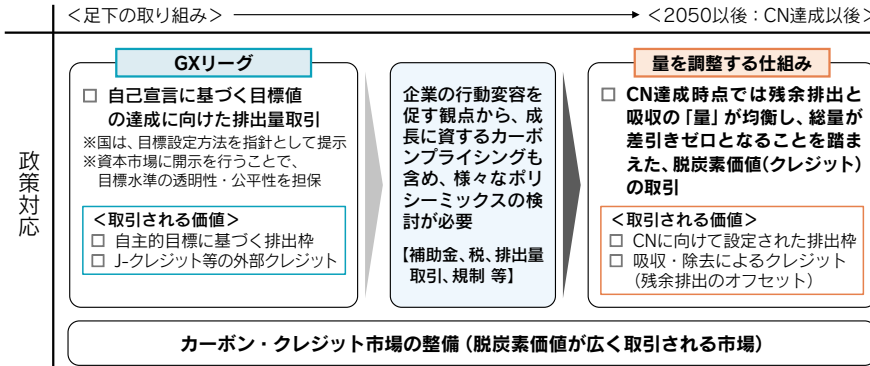 ＜足下の取り組み＞
＜2050以後：CN達成以後＞
政策対応
GXリーグ
□ 自己宣言に基づく目標値
の達成に向けた排出量取引
※国は、目標設定方法を指針として提示
※資本市場に開示を行うことで、
目標水準の透明性・公平性を担保
＜取引される価値＞
□ 自主的目標に基づく排出枠
□ J-クレジット等の外部クレジット
企業の行動変容を
促す観点から、成
長に資するカーボ
ンプライシングも
含め、様々なポリ
シーミックスの検
討が必要
【補助金、税、排出量
取引、規制 等】
量を調整する仕組み
□ CN達成時点では残余排出と
吸収の「量」が均衡し、総量が
差引きゼロとなることを踏ま
えた、脱炭素価値（クレジット）
の取引
＜取引される価値＞
□ CNに向けて設定された排出枠
□ 吸収・除去によるクレジット
（残余排出のオフセット）
カーボン・クレジット市場の整備（脱炭素価値が広く取引される市場）